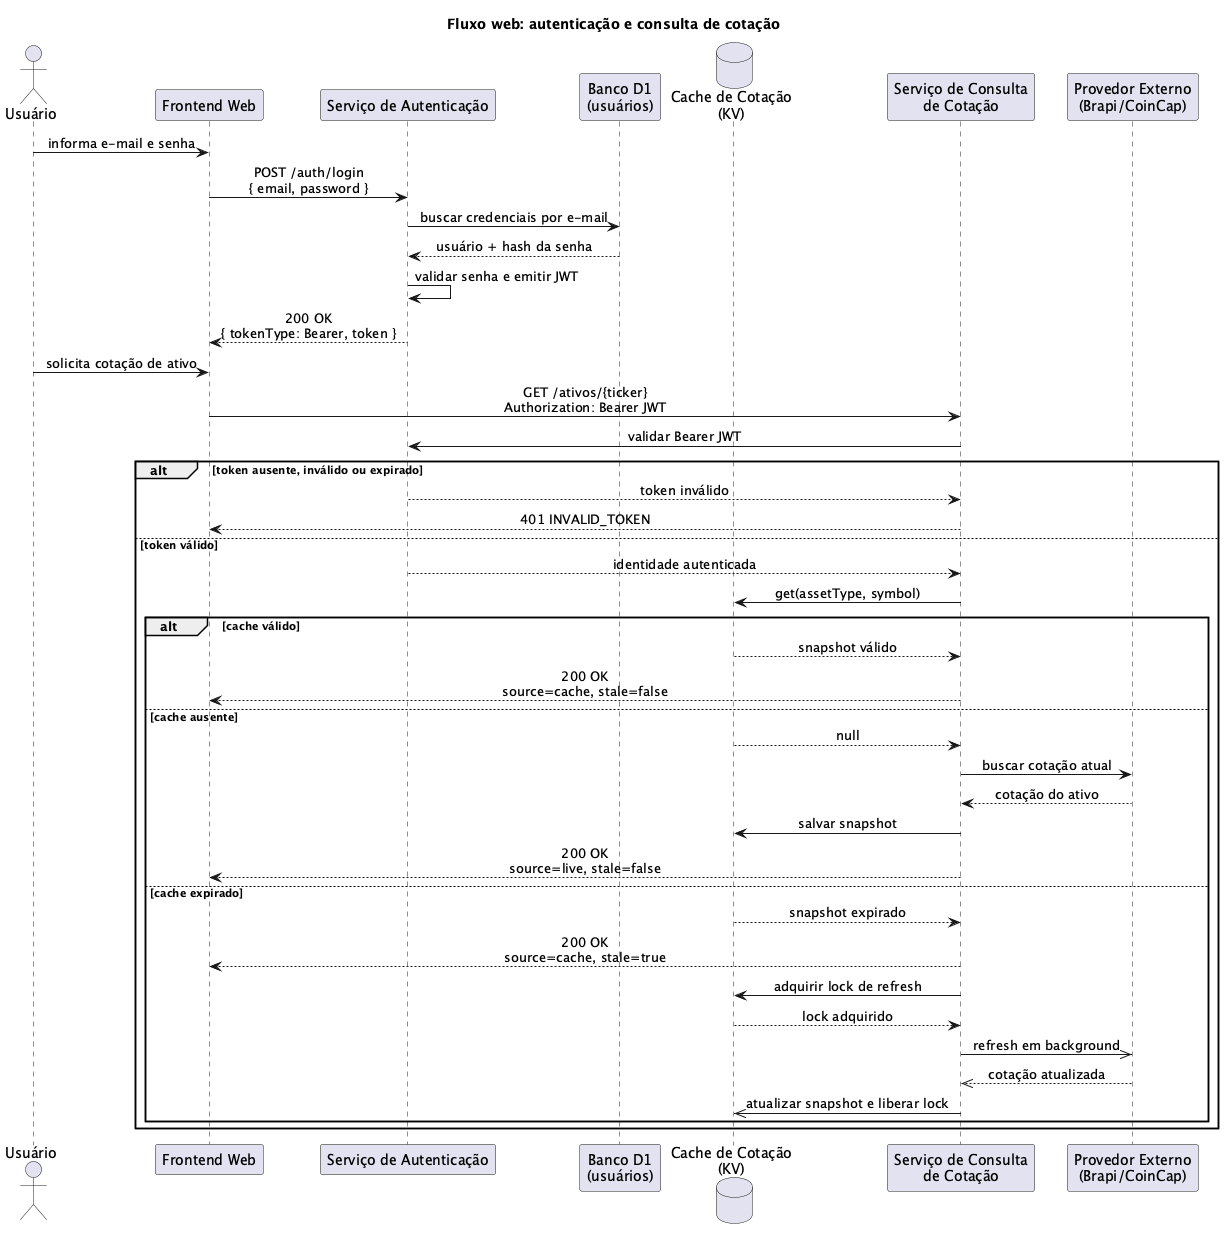 Fluxo web: autenticação e consulta de cotação
Usuário
Frontend Web
Serviço de Autenticação
Banco D1
(usuários)
Cache de Cotação
(KV)
Serviço de Consulta
de Cotação
Provedor Externo
(Brapi/CoinCap)
informa e-mail e senha
POST /auth/login
{ email, password }
buscar credenciais por e-mail
usuário + hash da senha
validar senha e emitir JWT
200 OK
{ tokenType: Bearer, token }
solicita cotação de ativo
GET /ativos/{ticker}
Authorization: Bearer JWT
validar Bearer JWT
alt [token ausente, inválido ou expirado]
token inválido
401 INVALID_TOKEN
[token válido]
identidade autenticada
get(assetType, symbol)
alt [cache válido]
snapshot válido
200 OK
source=cache, stale=false
[cache ausente]
null
buscar cotação atual
cotação do ativo
salvar snapshot
200 OK
source=live, stale=false
[cache expirado]
snapshot expirado
200 OK
source=cache, stale=true
adquirir lock de refresh
lock adquirido
refresh em background
cotação atualizada
atualizar snapshot e liberar lock
Usuário
Frontend Web
Serviço de Autenticação
Banco D1
(usuários)
Cache de Cotação
(KV)
Serviço de Consulta
de Cotação
Provedor Externo
(Brapi/CoinCap)